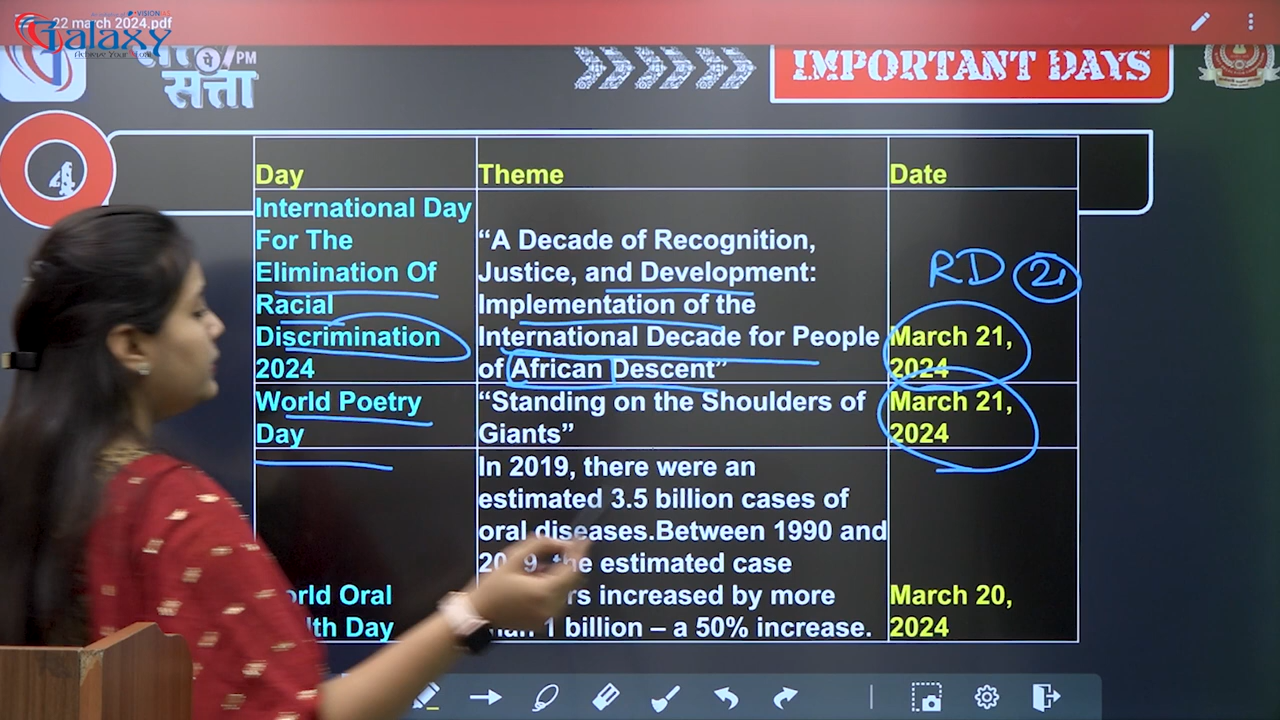 22 march 2024.pdf
VISIONIAS
Galaxy
पे
PM
सत्ता
IMPORTANT DAYS
4
Day
Theme
Date
International Day
For The
Elimination Of
Racial
Discrimination
2024
“A Decade of Recognition,
Justice, and Development:
Implementation of the
International Decade for People
of African Descent”
RD 21
March 21,
2024
World Poetry
Day
“Standing on the Shoulders of
Giants”
March 21,
2024
In 2019, there were an
estimated 3.5 billion cases of
oral diseases.Between 1990 and
the estimated case
increased by more
1 billion – a 50% increase.
Oral
Day
March 20,
2024